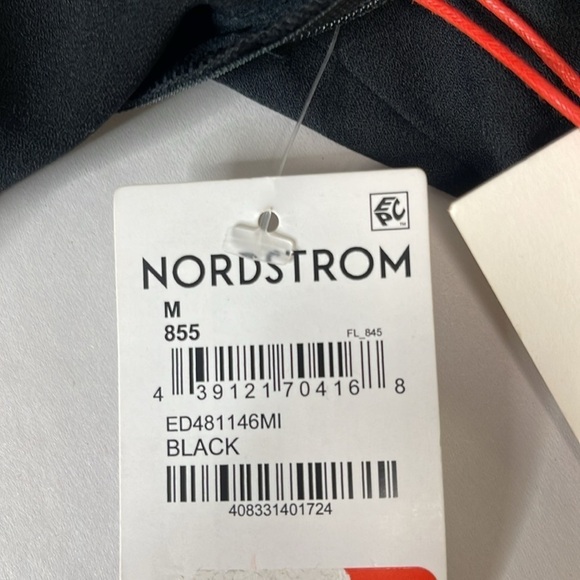 EPC
NORDSTROM
M
855
FL_845
4 39121 70416 8
ED481146MI
BLACK
408331401724